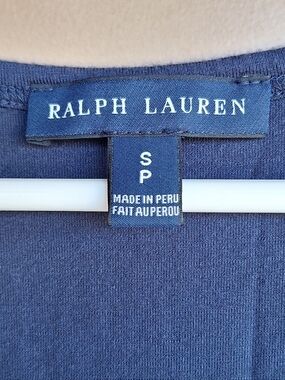 RALPH LAUREN
S
P
MADE IN PERU
FAIT AU PEROU